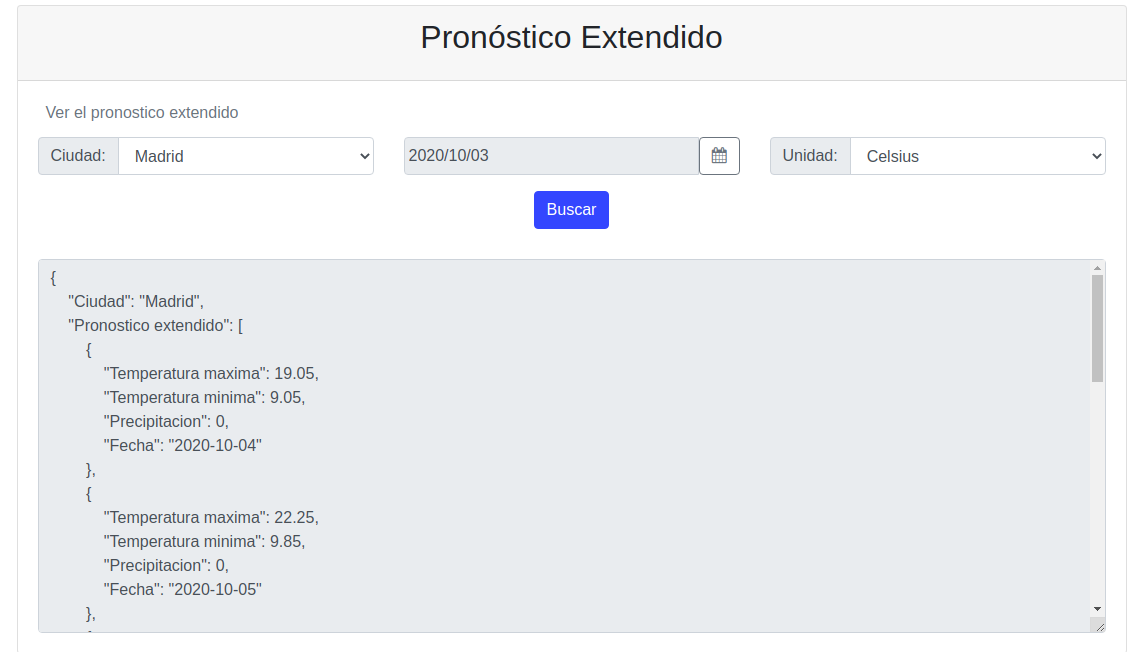 Pronóstico Extendido
Ver el pronostico extendido
Ciudad: Madrid 2020/10/03 Unidad: Celsius
Buscar
{
"Ciudad": "Madrid",
"Pronostico extendido": [
{
"Temperatura maxima": 19.05,
"Temperatura minima": 9.05,
"Precipitacion": 0,
"Fecha": "2020-10-04"
},
{
"Temperatura maxima": 22.25,
"Temperatura minima": 9.85,
"Precipitacion": 0,
"Fecha": "2020-10-05"
},